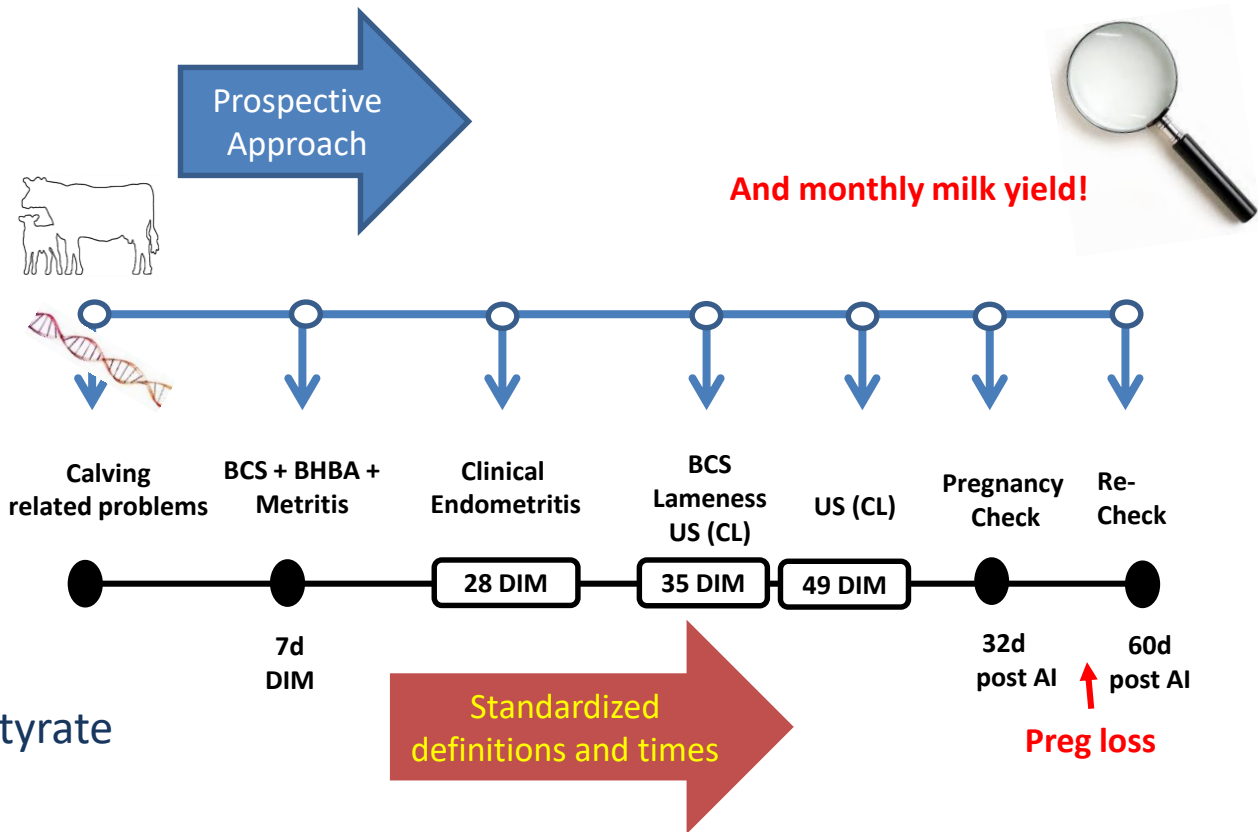 Prospective
Approach
And monthly milk yield!
Calving
related problems
BCS + BHBA +
Metritis
Clinical
Endometritis
BCS
Lameness
US (CL)
US (CL)
Pregnancy
Check
Re-
Check
28 DIM
35 DIM
49 DIM
7d
DIM
32d
post AI
60d
post AI
tyrate
Standardized
definitions and times
Preg loss